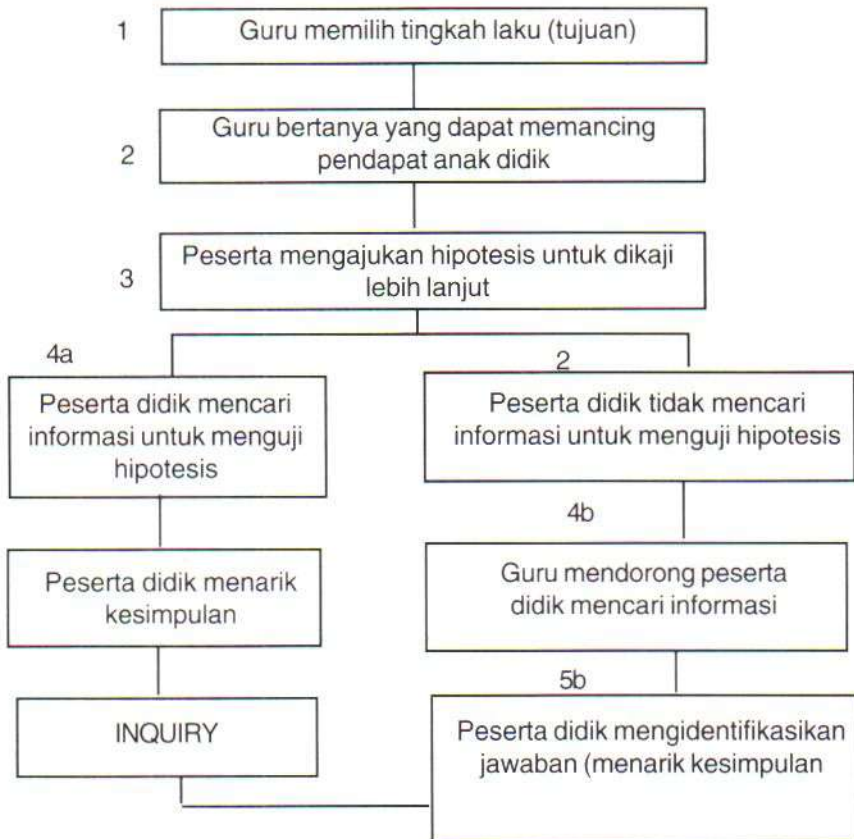 1
Guru memilih tingkah laku (tujuan)
2
Guru bertanya yang dapat memancing
pendapat anak didik
3
Peserta mengajukan hipotesis untuk dikaji
lebih lanjut
4a
Peserta didik mencari
informasi untuk menguji
hipotesis
2
Peserta didik tidak mencari
informasi untuk menguji hipotesis
4b
Peserta didik menarik
kesimpulan
Guru mendorong peserta
didik mencari informasi
5b
INQUIRY
Peserta didik mengidentifikasikan
jawaban (menarik kesimpulan